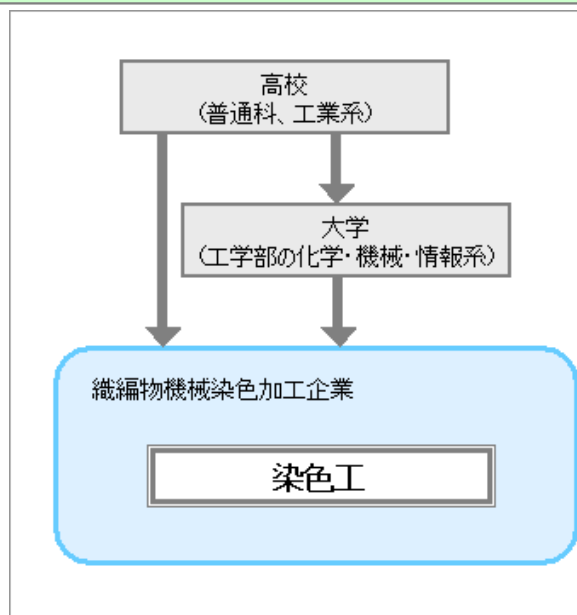 高校
(普通科、工業系)
大学
(工学部の化学・機械・情報系)
織編物機械染色加工企業
染色工